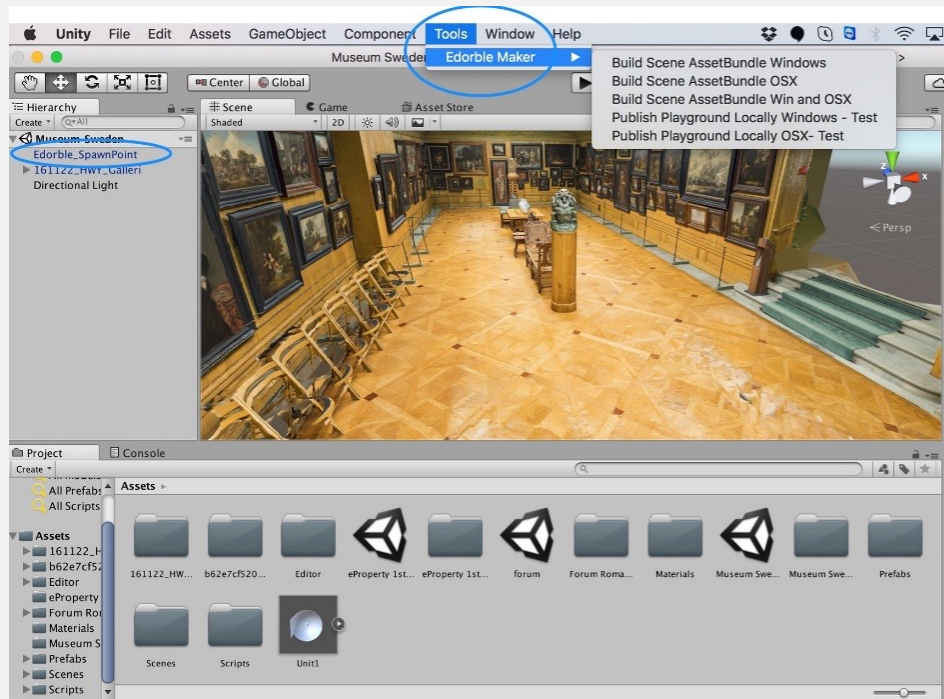 Unity File Edit Assets GameObject Component Tools Window Help
Museum Sweden
Edorble Maker
Build Scene AssetBundle Windows
Build Scene AssetBundle OSX
Build Scene AssetBundle Win and OSX
Publish Playground Locally Windows - Test
Publish Playground Locally OSX- Test
Center Global
Hierarchy
Create All
Museum-Sweden
Edorble_SpawnPoint
161122_HWY_Galleri
Directional Light
Scene Game Asset Store
Shaded 2D
z x
Persp
Project Console
Create
All Prefabs
All Scripts
Assets
161122_H
b62e7cf52
Editor
eProperty
Forum Ro
Materials
Museum S
Prefabs
Scenes
Scripts
Assets
161122_HW... b62e7cf520... Editor eProperty 1st... eProperty 1st... forum Forum Roma... Materials Museum Swe... Museum Swe... Prefabs
Scenes Scripts Unit1